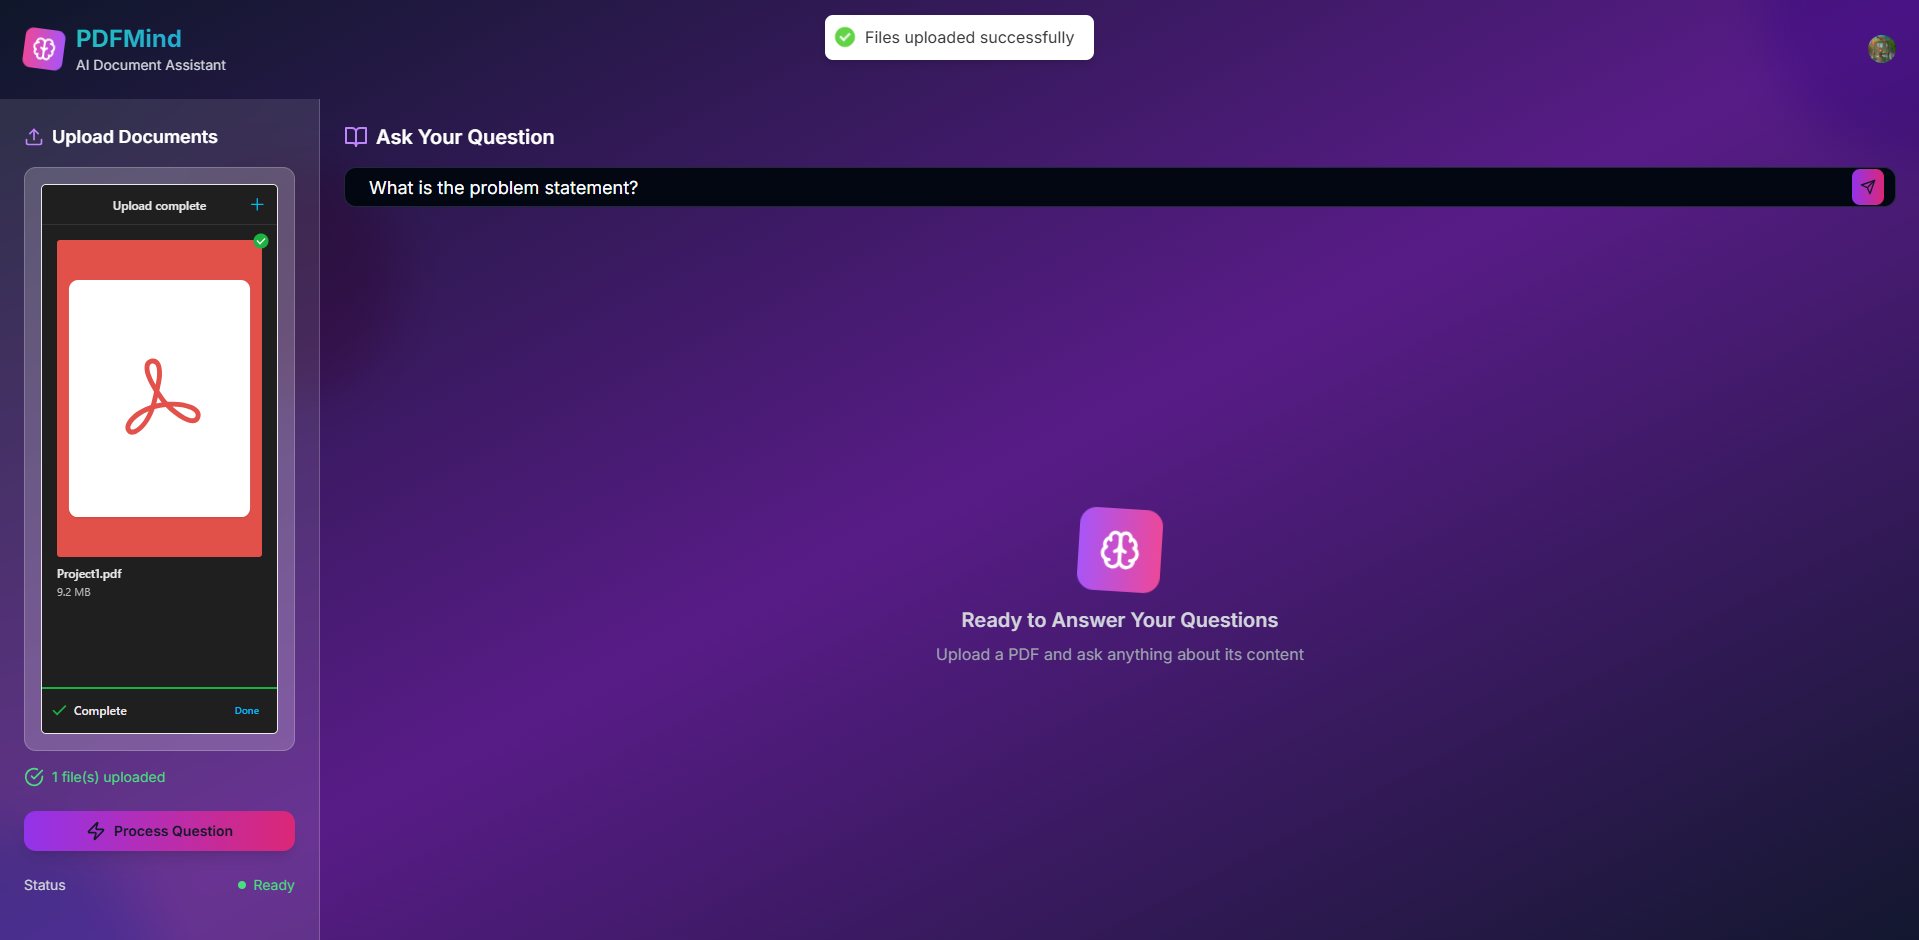 PDFMind
AI Document Assistant
Files uploaded successfully
Upload Documents
Upload complete
Project1.pdf
9.2 MB
Complete
Done
1 file(s) uploaded
Process Question
Status
Ready
Ask Your Question
What is the problem statement?
Ready to Answer Your Questions
Upload a PDF and ask anything about its content